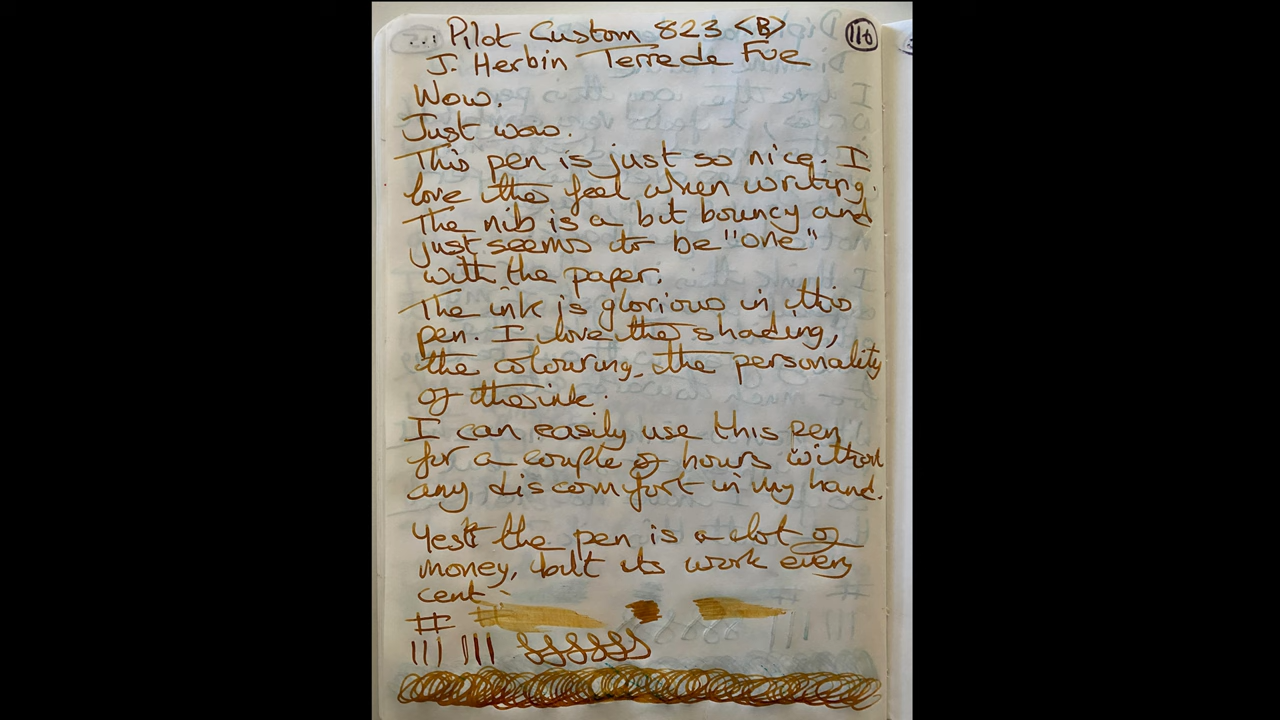 ... Pilot Custom 823 <B> 116
J. Herbin Terre de Fue
Wow.
Just wow.
This pen is just so nice. I
love the feel when writing.
The nib is a bit bouncy and
just seems to be "one"
with the paper.
The ink is glorious in this
pen. I love the shading,
the colouring, the personality
of the ink.
I can easily use this pen
for a couple of hours without
any discomfort in my hand.
Yes the pen is a lot of
money, but its work every
cent.